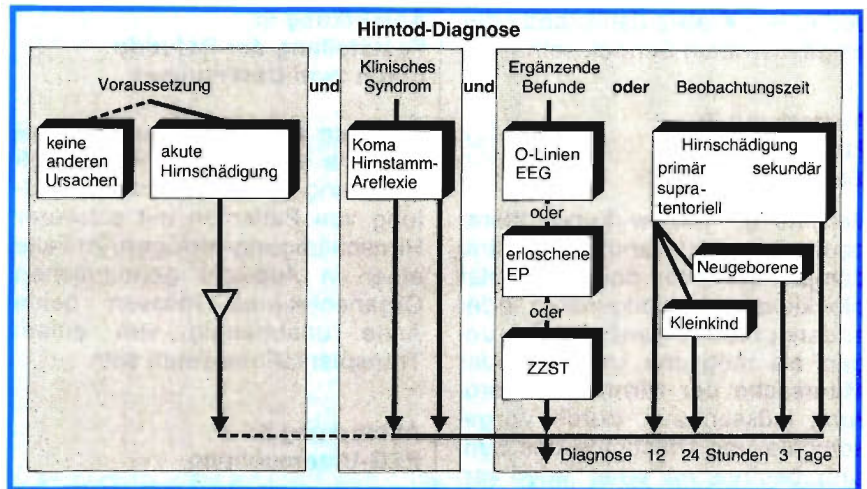 Hirntod-Diagnose
Voraussetzung
keine
anderen
Ursachen
akute
Hirnschädigung
und
Klinisches
Syndrom
Koma
Hirnstamm-
Areflexie
und
Ergänzende
Befunde
O-Linien
EEG
oder
erloschene
EP
oder
ZZST
oder
Beobachtungszeit
Hirnschädigung
primär sekundär
supra-
tentoriell
Neugeborene
Kleinkind
Diagnose 12 24 Stunden 3 Tage